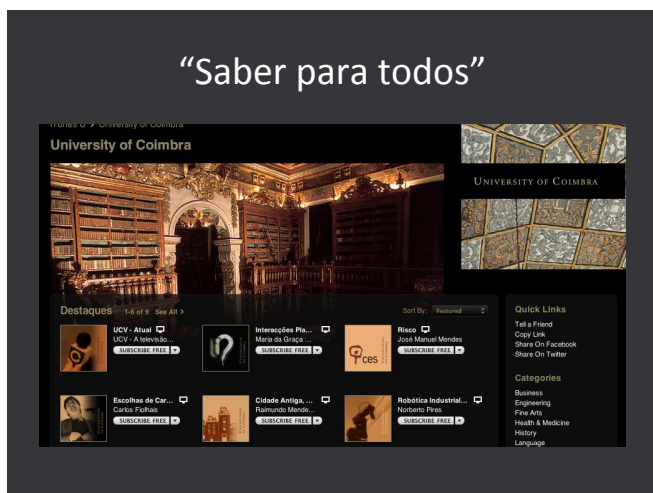 “Saber para todos”
iTunes U > University of Coimbra
University of Coimbra
UNIVERSITY OF COIMBRA
Destaques 1-6 of 9 See All >
Sort By: Featured
UCV - Atual
UCV - A televisão...
SUBSCRIBE FREE
Interacções Pla...
Maria da Graça ...
SUBSCRIBE FREE
ces
Risco
José Manuel Mendes
SUBSCRIBE FREE
Escolhas de Car...
Carlos Fiolhais
SUBSCRIBE FREE
Cidade Antiga, ...
Raimundo Mende...
SUBSCRIBE FREE
Robótica Industrial...
Norberto Pires
SUBSCRIBE FREE
Quick Links
Tell a Friend
Copy Link
Share On Facebook
Share On Twitter
Categories
Business
Engineering
Fine Arts
Health & Medicine
History
Language